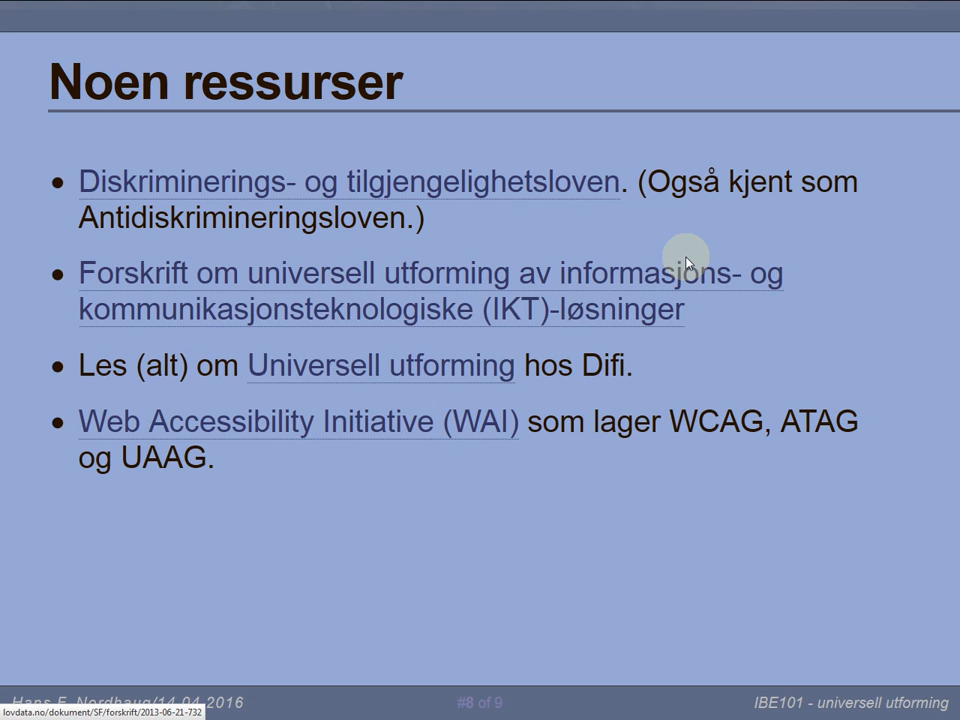 Noen ressurser
Diskriminerings- og tilgjengelighetsloven. (Også kjent som
Antidiskrimineringsloven.)
Forskrift om universell utforming av informasjons- og
kommunikasjonsteknologiske (IKT)-løsninger
Les (alt) om Universell utforming hos Difi.
Web Accessibility Initiative (WAI) som lager WCAG, ATAG
og UAAG.
Hans F. Nordhaug/14.04.2016
#8 of 9
IBE101 - universell utforming
lovdata.no/dokument/SF/forskrift/2013-06-21-732